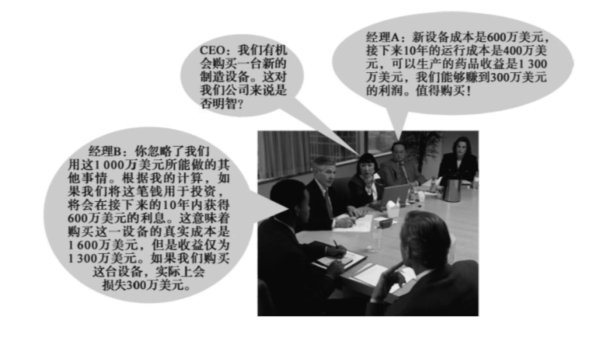 CEO：我们有机
会购买一台新的
制造设备。这对
我们公司来说是
否明智？
经理A：新设备成本是600万美元，
接下来10年的运行成本是400万美
元，可以生产的药品收益是1 300
万美元，我们能够赚到300万美元
的利润。值得购买！
经理B：你忽略了我们
用这1 000万美元所能做的其
他事情。根据我的计算，如
果我们将这笔钱用于投资，
将会在接下来的10年内获得
600万美元的利息。这意味着
购买这一设备的真实成本是
1 600万美元，但是收益仅为
1 300万美元。如果我们购买
这台设备，实际上会
损失300万美元。